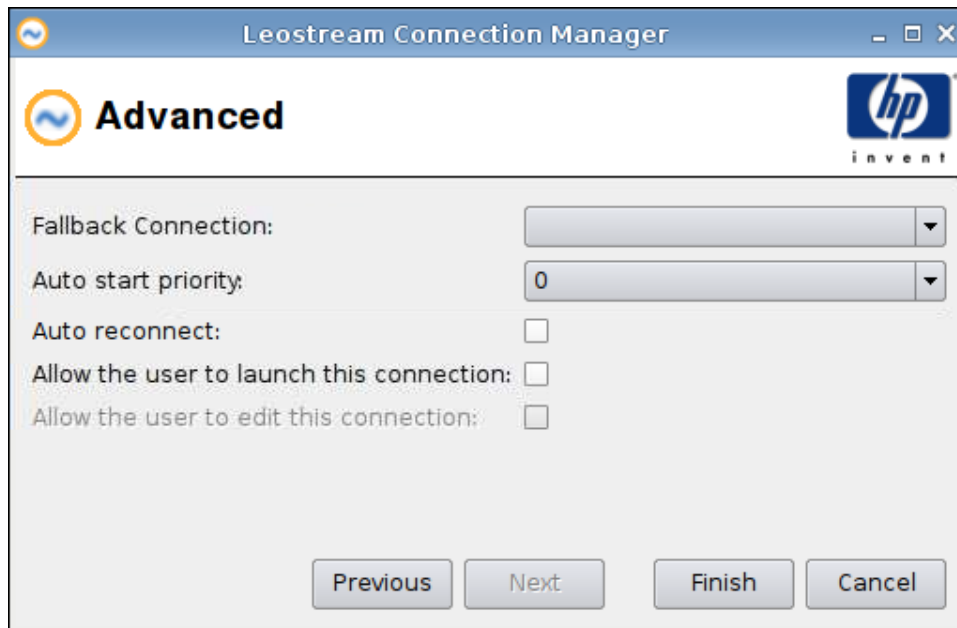 Leostream Connection Manager
Advanced
hp
invent
Fallback Connection:
Auto start priority: 0
Auto reconnect:
Allow the user to launch this connection:
Allow the user to edit this connection:
Previous Next Finish Cancel